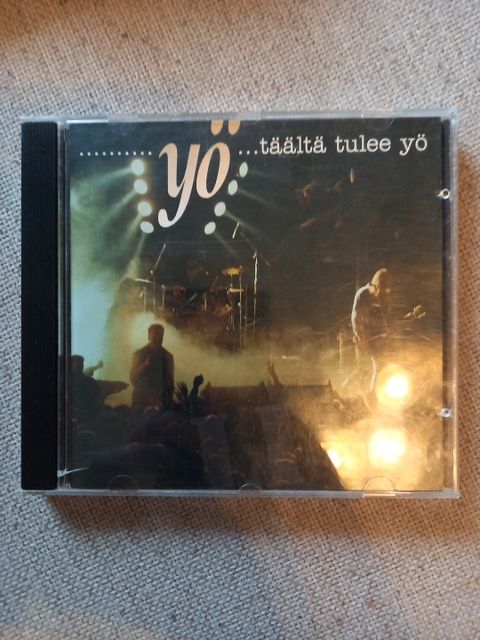 .......... yö ...täältä tulee yö